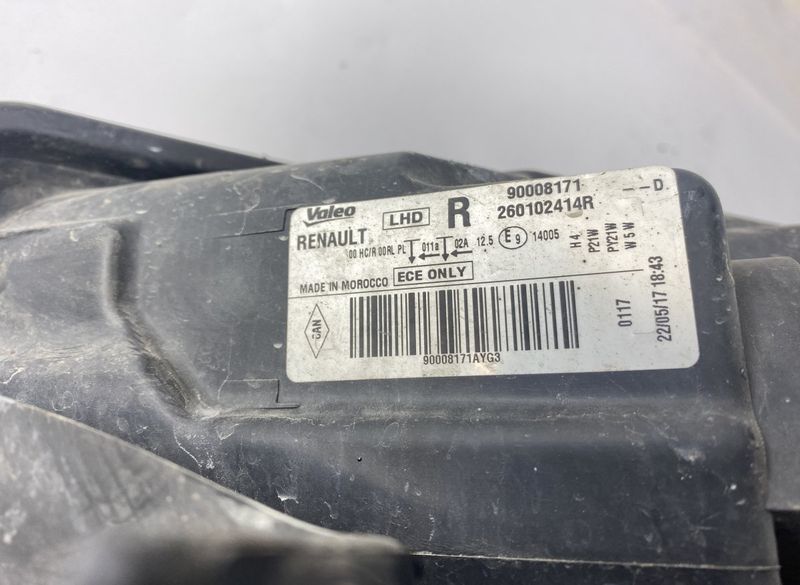 Valeo LHD R 90008171 --D
RENAULT 260102414R
00 HC/R 00RL PL 011a 02A 12.5 E9 14005
H4
P21W
PY21W
W5W
MADE IN MOROCCO ECE ONLY
CAN
90008171AYG3
0117
22/05/17 18:43